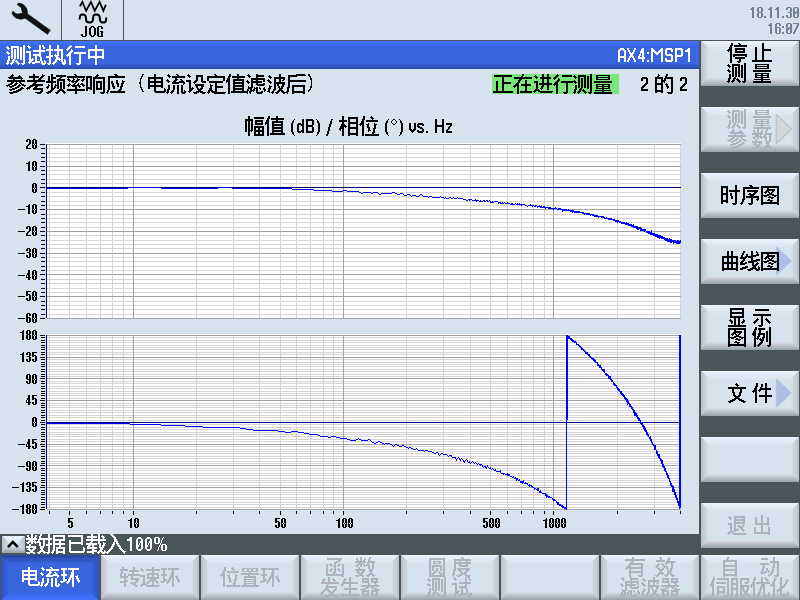 18.11.30
JOG
16:07
测试执行中
AX4:MSP1
停止
测量
参考频率响应（电流设定值滤波后）
正在进行测量
2 的 2
测量
参数
幅值 (dB) / 相位 (°) vs. Hz
20
10
0
-10
-20
-30
-40
-50
-60
时序图
曲线图
显示
图例
180
135
90
45
0
-45
-90
-135
-180
文件
5
10
50
100
500
1000
退出
数据已载入100%
电流环
转速环
位置环
函数
发生器
圆度
测试
有效
滤波器
自动
伺服优化